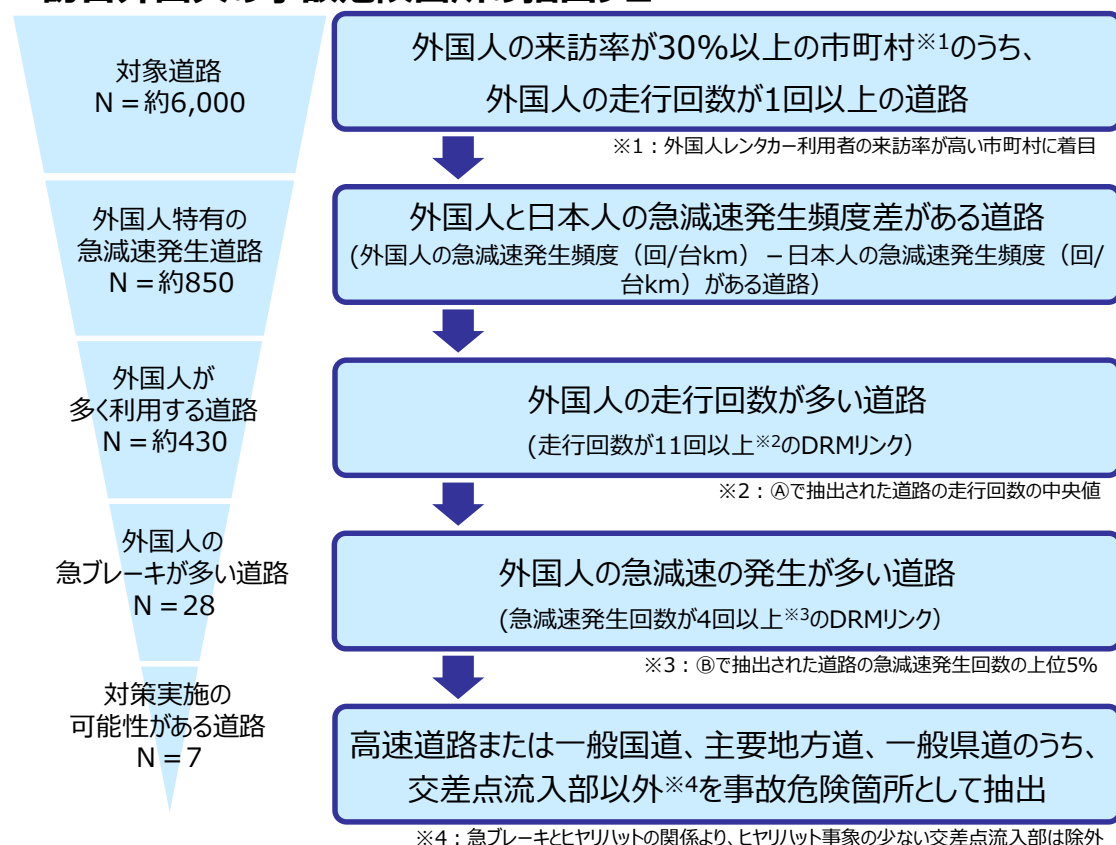 対象道路
N=約6,000
外国人の来訪率が30%以上の市町村※1のうち、
外国人の走行回数が1回以上の道路
※1：外国人レンタカー利用者の来訪率が高い市町村に着目
外国人特有の
急減速発生道路
N=約850
外国人と日本人の急減速発生頻度差がある道路
(外国人の急減速発生頻度（回/台km）－日本人の急減速発生頻度（回/
台km）がある道路)
外国人が
多く利用する道路
N=約430
外国人の走行回数が多い道路
(走行回数が11回以上※2のDRMリンク)
※2：Ⓐで抽出された道路の走行回数の中央値
外国人の
急ブレーキが多い道路
N=28
外国人の急減速の発生が多い道路
(急減速発生回数が4回以上※3のDRMリンク)
※3：Ⓑで抽出された道路の急減速発生回数の上位5%
対策実施の
可能性がある道路
N=7
高速道路または一般国道、主要地方道、一般県道のうち、
交差点流入部以外※4を事故危険箇所として抽出
※4：急ブレーキとヒヤリハットの関係より、ヒヤリハット事象の少ない交差点流入部は除外